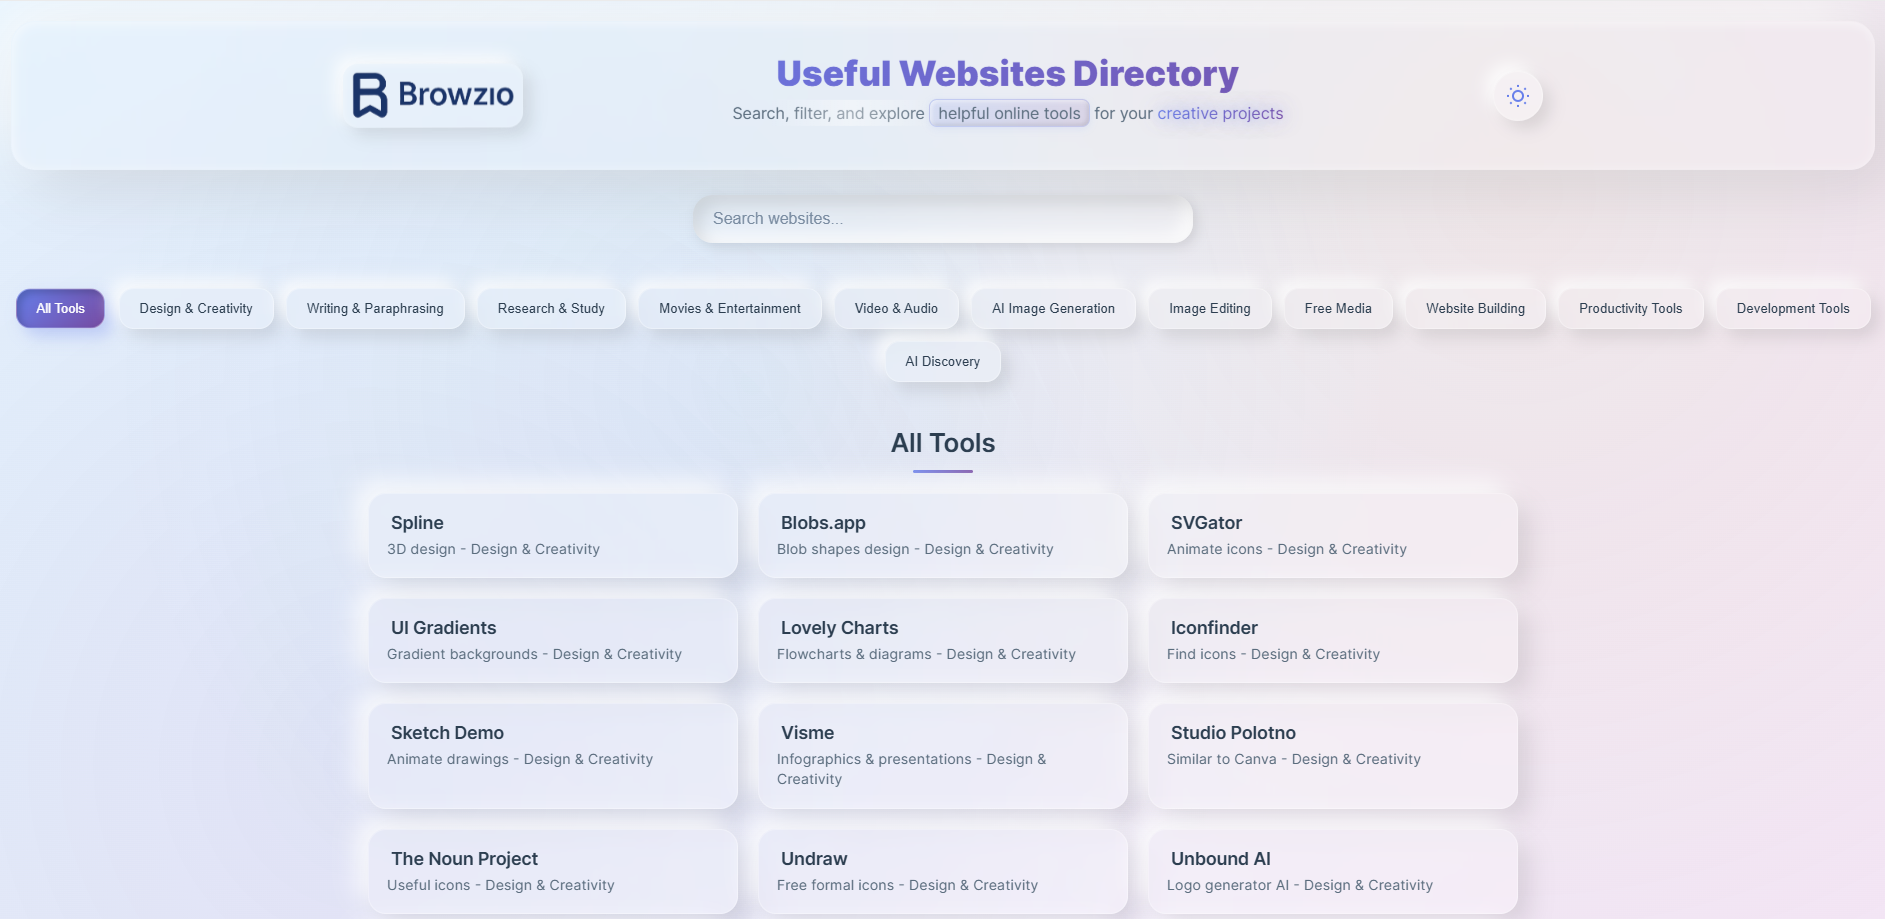 Browzio
Useful Websites Directory
Search, filter, and explore helpful online tools for your creative projects
Search websites...
All Tools
Design & Creativity
Writing & Paraphrasing
Research & Study
Movies & Entertainment
Video & Audio
AI Image Generation
Image Editing
Free Media
Website Building
Productivity Tools
Development Tools
AI Discovery
All Tools
Spline
3D design - Design & Creativity
Blobs.app
Blob shapes design - Design & Creativity
SVGator
Animate icons - Design & Creativity
UI Gradients
Gradient backgrounds - Design & Creativity
Lovely Charts
Flowcharts & diagrams - Design & Creativity
Iconfinder
Find icons - Design & Creativity
Sketch Demo
Animate drawings - Design & Creativity
Visme
Infographics & presentations - Design &
Creativity
Studio Polotno
Similar to Canva - Design & Creativity
The Noun Project
Useful icons - Design & Creativity
Undraw
Free formal icons - Design & Creativity
Unbound AI
Logo generator AI - Design & Creativity